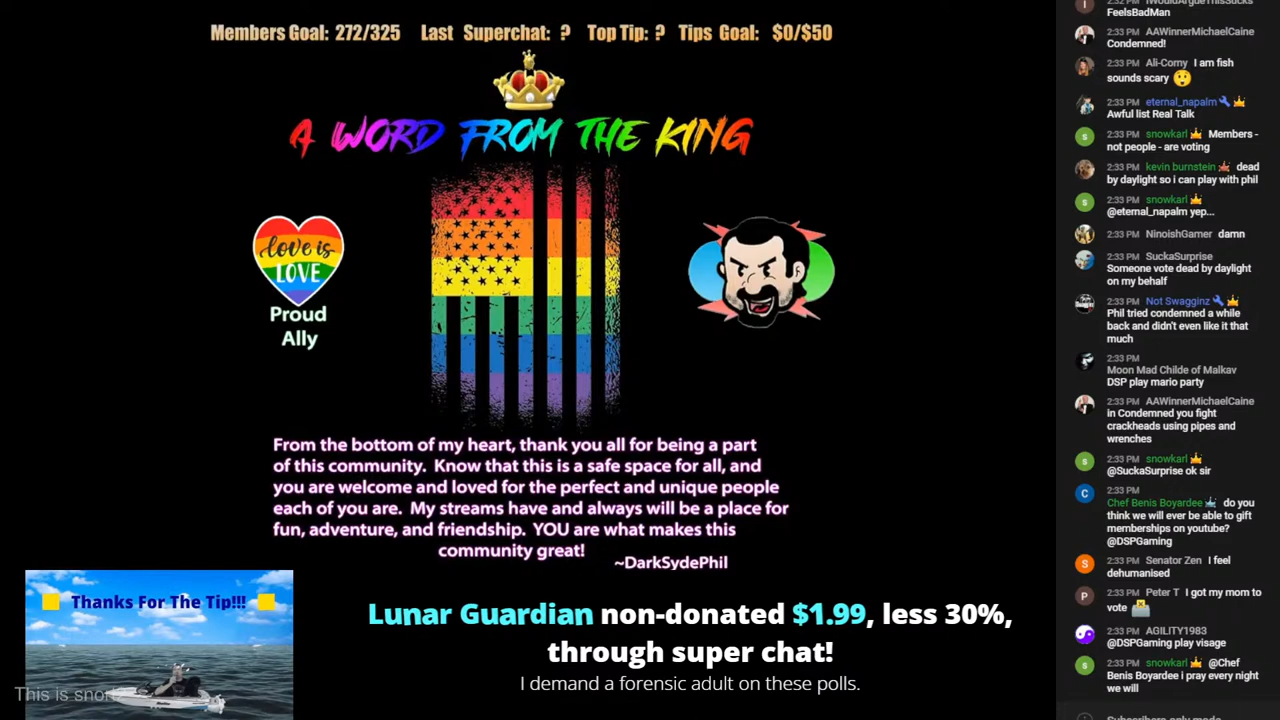 Members Goal: 272/325 Last Superchat: ? Top Tip: ? Tips Goal: $0/$50
A WORD FROM THE KING
love is
LOVE
Proud
Ally
From the bottom of my heart, thank you all for being a part
of this community. Know that this is a safe space for all, and
you are welcome and loved for the perfect and unique people
each of you are. My streams have and always will be a place for
fun, adventure, and friendship. YOU are what makes this
community great!
~DarkSydePhil
Thanks For The Tip!!!
This is snor
Lunar Guardian non-donated $1.99, less 30%,
through super chat!
I demand a forensic adult on these polls.
FeelsBadMan
2:33 PM AAWinnerMichaelCaine
Condemned!
2:33 PM Ali-Corny I am fish
sounds scary
2:33 PM eternal_napalm
Awful list Real Talk
2:33 PM snowkarl Members -
not people - are voting
2:33 PM kevin burnstein dead
by daylight so i can play with phil
2:33 PM snowkarl
@eternal_napalm yep...
2:33 PM NinoishGamer damn
2:33 PM SuckaSurprise
Someone vote dead by daylight
on my behalf
2:33 PM Not Swagginz
Phil tried condemned a while
back and didn't even like it that
much
2:33 PM
Moon Mad Childe of Malkav
DSP play mario party
2:33 PM AAWinnerMichaelCaine
in Condemned you fight
crackheads using pipes and
wrenches
2:33 PM snowkarl
@SuckaSurprise ok sir
2:33 PM
Chef Benis Boyardee do you
think we will ever be able to gift
memberships on youtube?
@DSPGaming
2:33 PM Senator Zen I feel
dehumanised
2:33 PM Peter T I got my mom to
vote
2:33 PM AGILITY1983
@DSPGaming play visage
2:33 PM snowkarl @Chef
Benis Boyardee i pray every night
we will